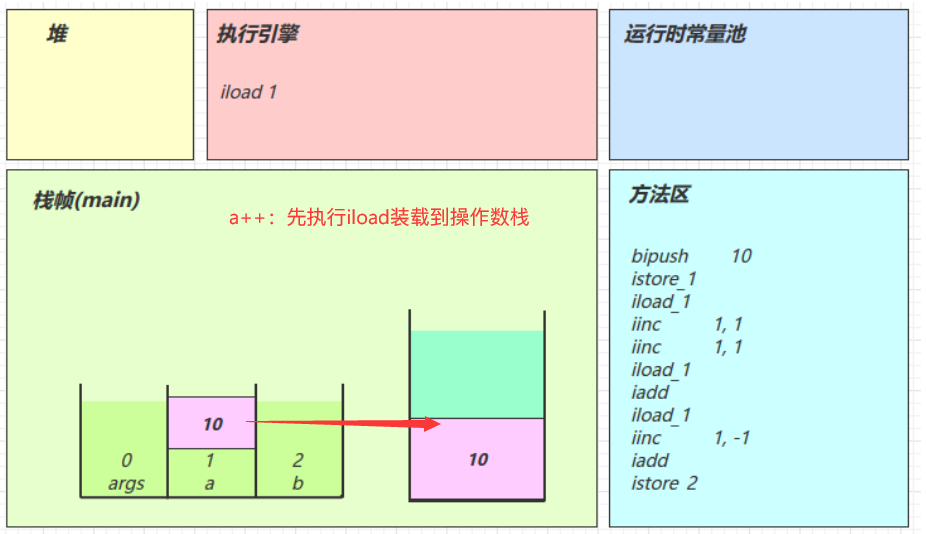 堆
执行引擎
iload 1
运行时常量池
栈帧(main)
a++：先执行iload装载到操作数栈
10
0
1
2
args
a
b
10
方法区
bipush 10
istore_1
iload_1
iinc 1, 1
iinc 1, 1
iload_1
iadd
iload_1
iinc 1, -1
iadd
istore 2